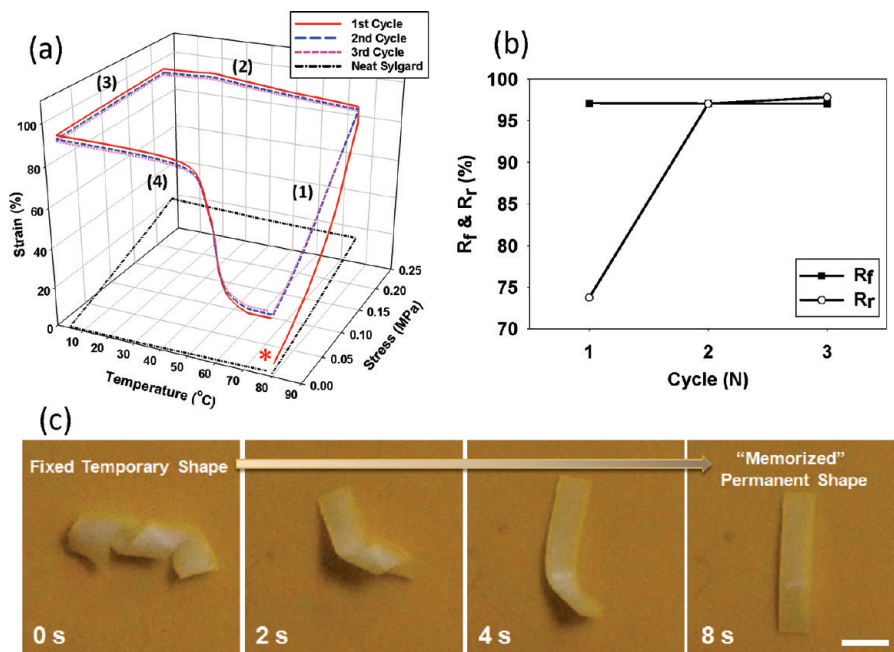 (a)
1st Cycle
2nd Cycle
3rd Cycle
Neat Sylgard
(1)
(2)
(3)
(4)
Strain (%)
100
80
60
40
20
0
*
10 20 30 40 50 60 70 80 90
Temperature (°C)
0.00 0.05 0.10 0.15 0.20 0.25
Stress (MPa)
(b)
Rf & Rr (%)
100
95
90
85
80
75
70
Rf
Rr
1 2 3
Cycle (N)
(c)
Fixed Temporary Shape
“Memorized”
Permanent Shape
0 s
2 s
4 s
8 s